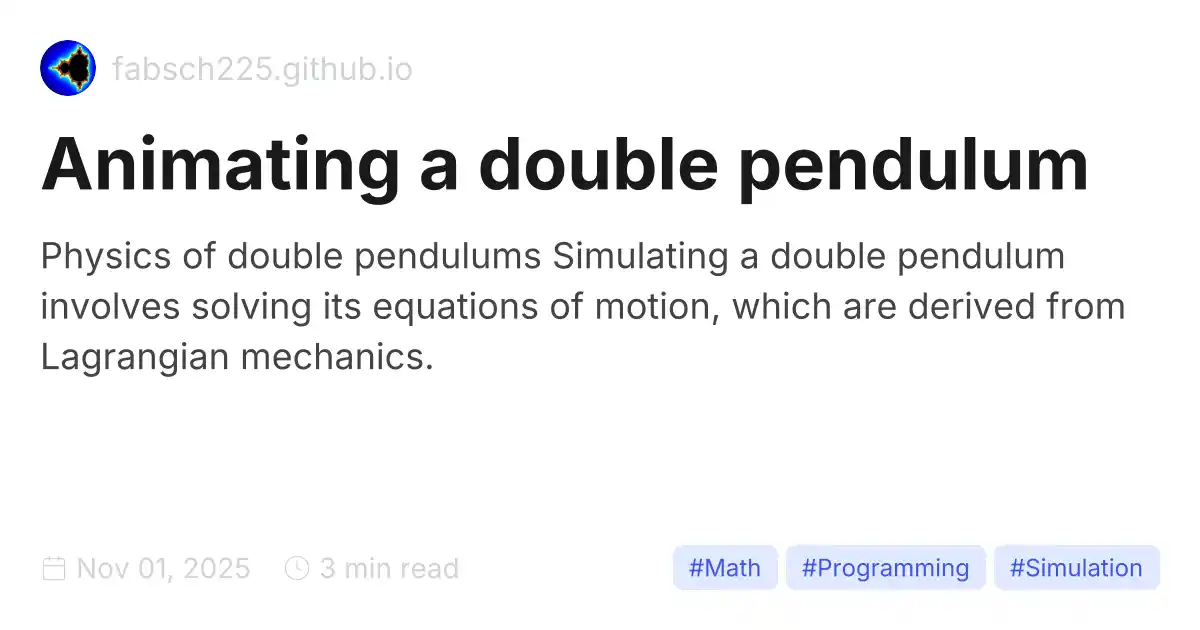 fabsch225.github.io
Animating a double pendulum
Physics of double pendulums Simulating a double pendulum
involves solving its equations of motion, which are derived from
Lagrangian mechanics.
Nov 01, 2025 3 min read #Math #Programming #Simulation